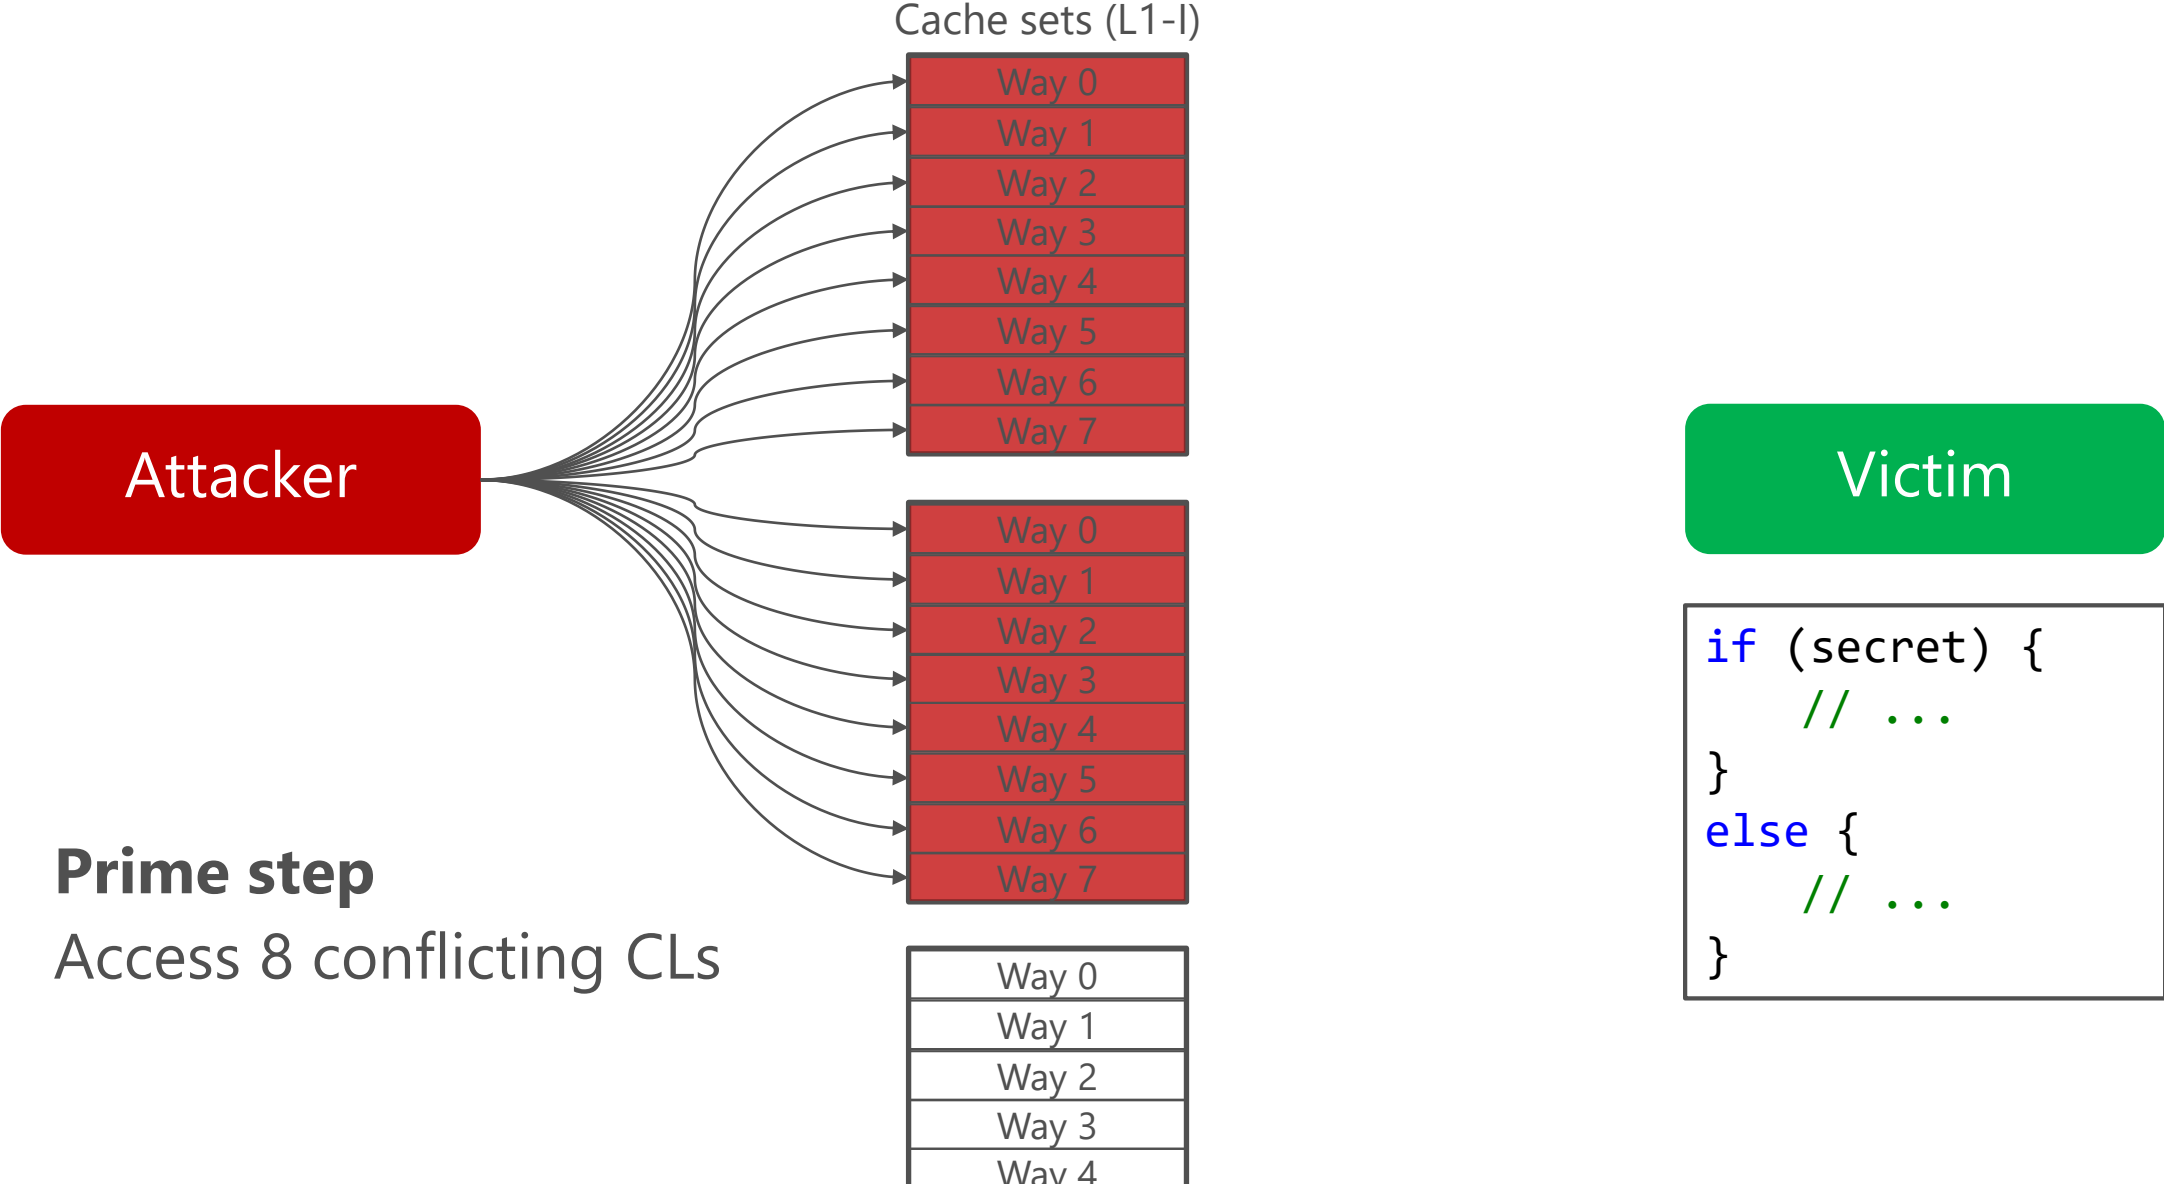 Cache sets (L1-I)
Way 0
Way 1
Way 2
Way 3
Way 4
Way 5
Way 6
Way 7
Attacker
Way 0
Way 1
Way 2
Way 3
Way 4
Way 5
Way 6
Way 7
Prime step
Access 8 conflicting CLs
Way 0
Way 1
Way 2
Way 3
Way 4
Victim
if (secret) {
    // ...
}
else {
    // ...
}